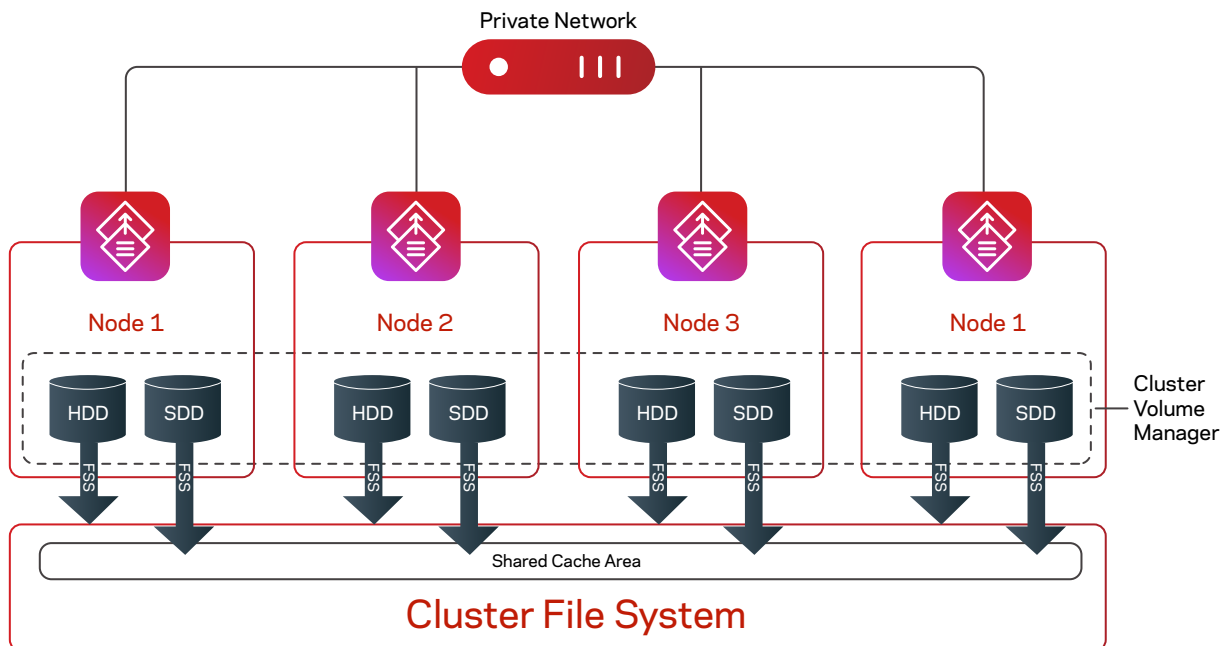 Private Network
Node 1
Node 2
Node 3
Node 1
HDD
SDD
HDD
SDD
HDD
SDD
HDD
SDD
Cluster
Volume
Manager
FSS
FSS
FSS
FSS
FSS
FSS
FSS
FSS
Shared Cache Area
Cluster File System